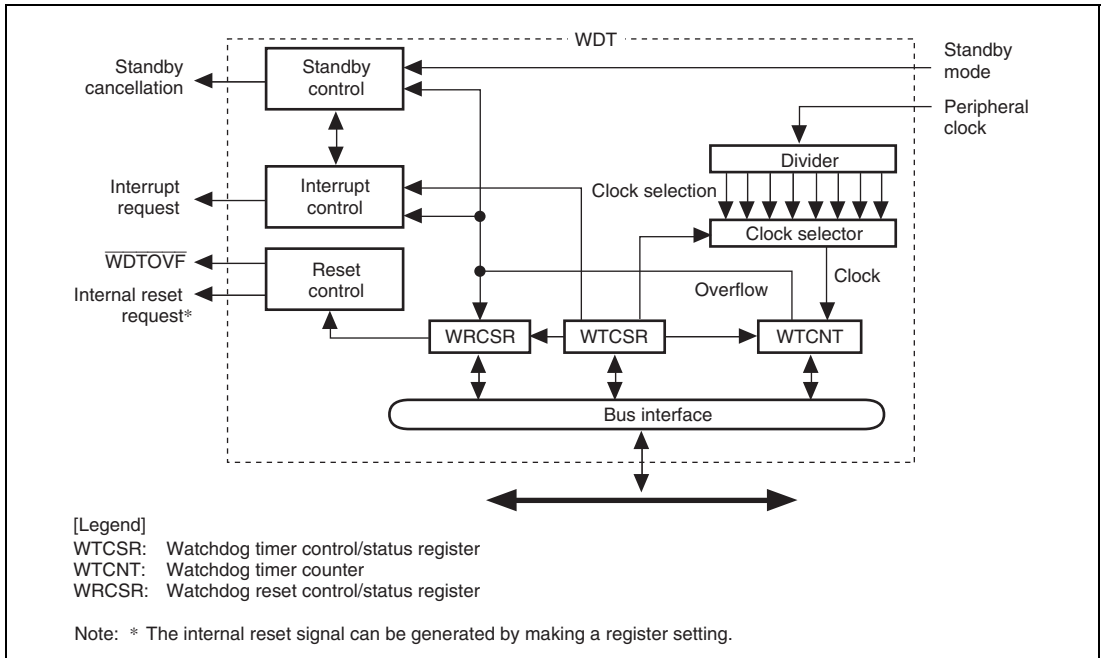 WDT
Standby
cancellation
Standby
control
Standby
mode
Peripheral
clock
Divider
Interrupt
request
Interrupt
control
Clock selection
Clock selector
WDTOVF
Internal reset
request*
Reset
control
Overflow
Clock
WRCSR
WTCSR
WTCNT
Bus interface
[Legend]
WTCSR: Watchdog timer control/status register
WTCNT: Watchdog timer counter
WRCSR: Watchdog reset control/status register
Note: * The internal reset signal can be generated by making a register setting.